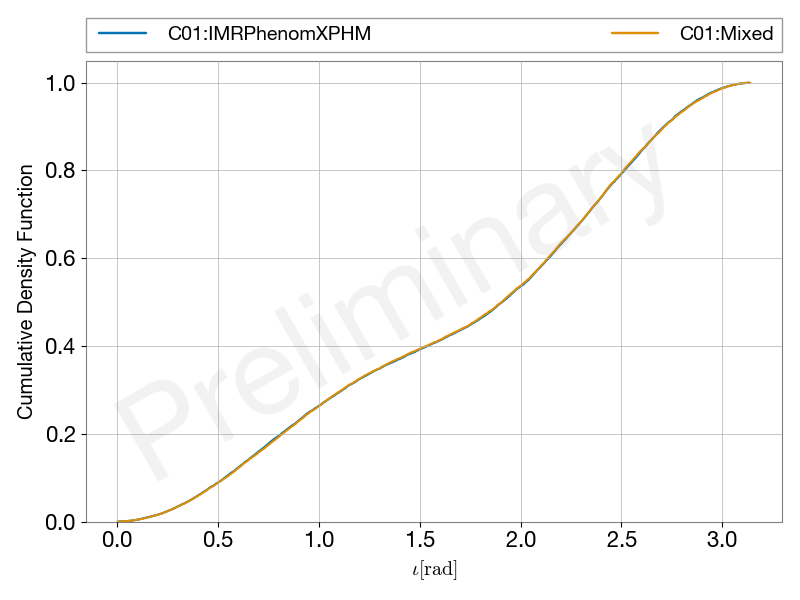 C01:IMRPhenomXPHM C01:Mixed
1.0
0.8
0.6
0.4
0.2
0.0
Cumulative Density Function
Preliminary
0.0 0.5 1.0 1.5 2.0 2.5 3.0
ι[rad]